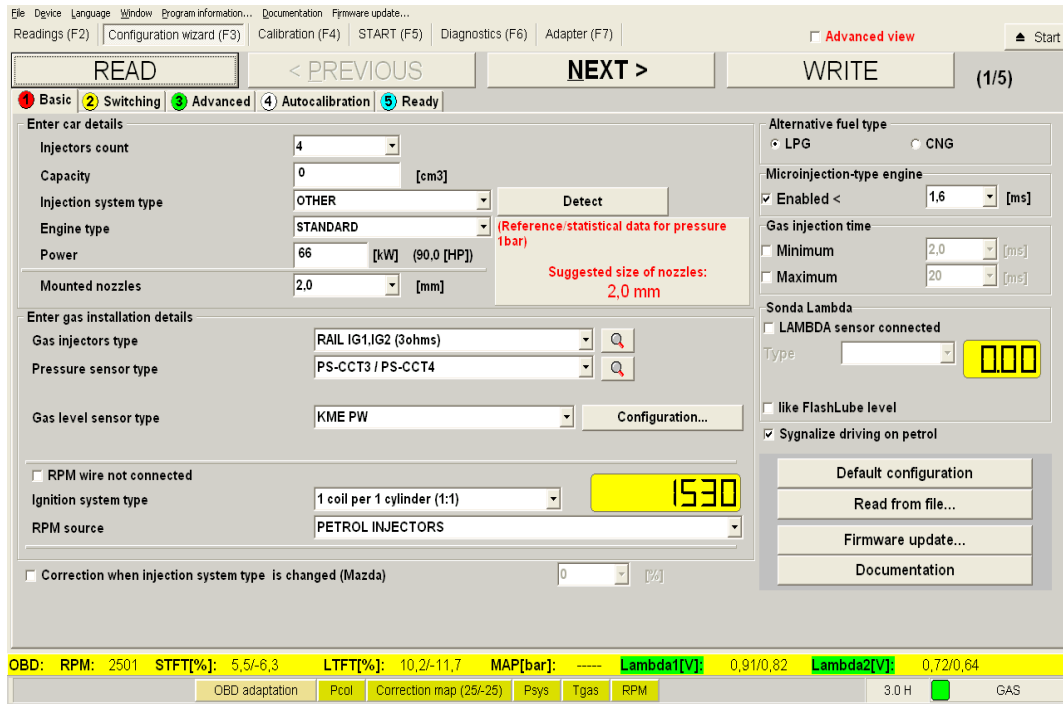 File Device Language Window Program information... Documentation Firmware update...
Readings (F2) Configuration wizard (F3) Calibration (F4) START (F5) Diagnostics (F6) Adapter (F7) Advanced view Start
READ < PREVIOUS NEXT > WRITE (1/5)
1 Basic 2 Switching 3 Advanced 4 Autocalibration 5 Ready
Enter car details
Injectors count 4
Capacity 0 [cm3]
Injection system type OTHER Detect
Engine type STANDARD
Power 66 [kW] (90,0 [HP])
Mounted nozzles 2,0 [mm]
(Reference/statistical data for pressure
1bar)
Suggested size of nozzles:
2,0 mm
Enter gas installation details
Gas injectors type RAIL IG1,IG2 (3ohms)
Pressure sensor type PS-CCT3 / PS-CCT4
Gas level sensor type KME PW Configuration...
RPM wire not connected
Ignition system type 1 coil per 1 cylinder (1:1) 1530
RPM source PETROL INJECTORS
Correction when injection system type is changed (Mazda) 0 [%]
Alternative fuel type
LPG CNG
Microinjection-type engine
Enabled < 1,6 [ms]
Gas injection time
Minimum 2,0 [ms]
Maximum 20 [ms]
Sonda Lambda
LAMBDA sensor connected
Type 0.00
like FlashLube level
Sygnalize driving on petrol
Default configuration
Read from file...
Firmware update...
Documentation
OBD: RPM: 2501 STFT[%]: 5,5/-6,3 LTFT[%]: 10,2/-11,7 MAP[bar]: ----- Lambda1[V]: 0,91/0,82 Lambda2[V]: 0,72/0,64
OBD adaptation Pcol Correction map (25/-25) Psys Tgas RPM 3.0 H GAS